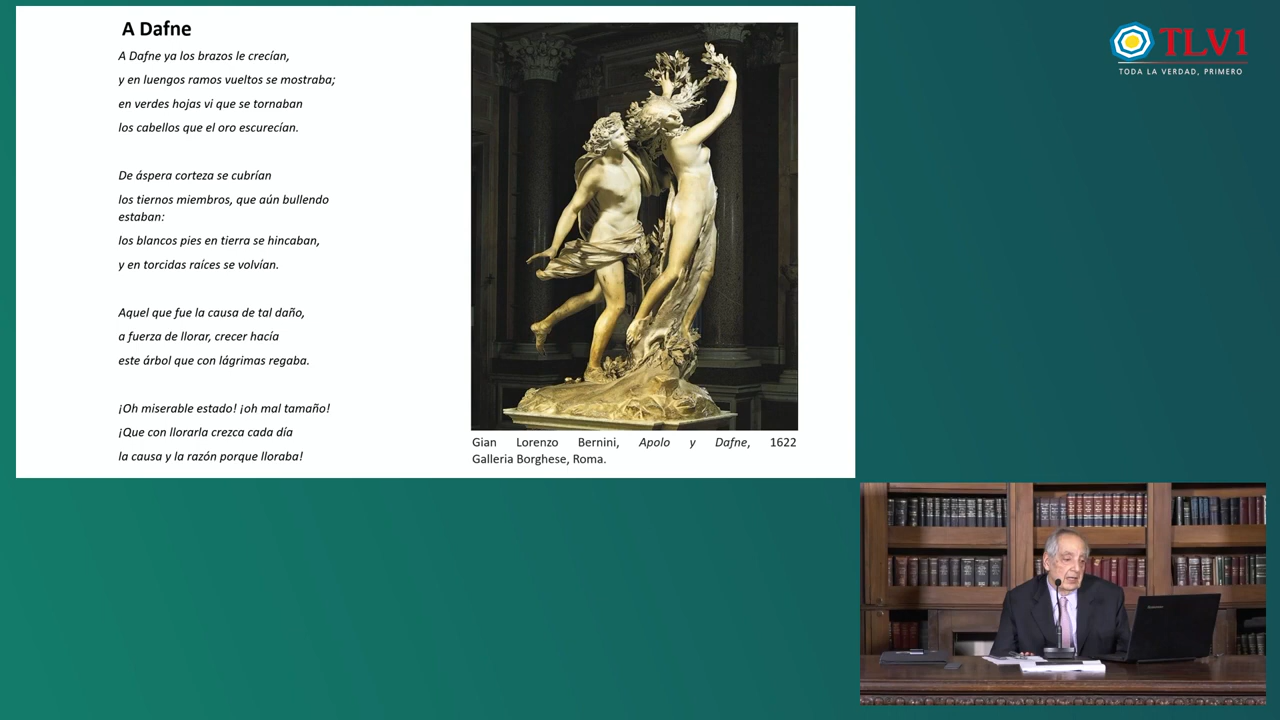 A Dafne
A Dafne ya los brazos le crecían,
y en luengos ramos vueltos se mostraba;
en verdes hojas vi que se tornaban
los cabellos que el oro escurecían.
De áspera corteza se cubrían
los tiernos miembros, que aún bullendo
estaban:
los blancos pies en tierra se hincaban,
y en torcidas raíces se volvían.
Aquel que fue la causa de tal daño,
a fuerza de llorar, crecer hacía
este árbol que con lágrimas regaba.
¡Oh miserable estado! ¡oh mal tamaño!
¡Que con llorarla crezca cada día
la causa y la razón porque lloraba!
Gian Lorenzo Bernini, Apolo y Dafne, 1622
Galleria Borghese, Roma.
TLV1
TODA LA VERDAD, PRIMERO